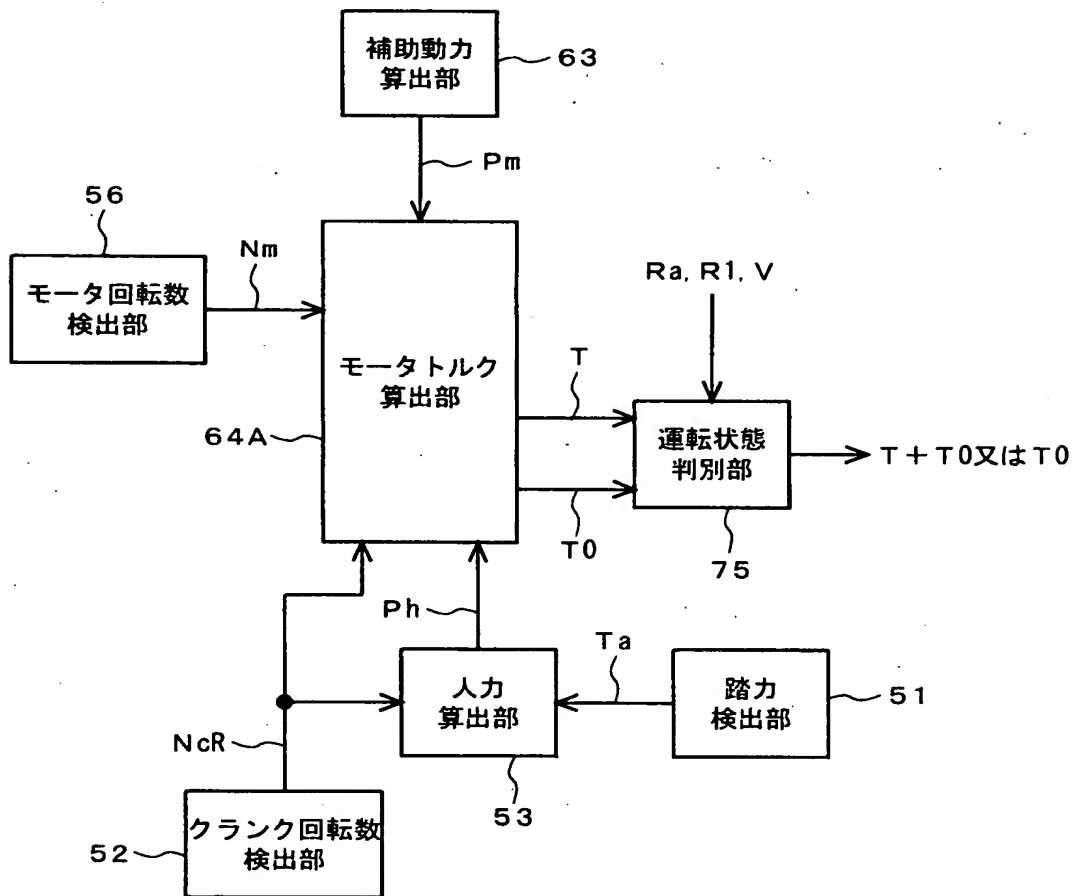 補助動力
算出部
63
Pm
56
Nm
モータ回転数
検出部
Ra, R1, V
モータトルク
算出部
T
64A
運転状態
判別部
T+T0又はT0
T0
75
Ph
Ta
人力
算出部
踏力
検出部
51
NcR
53
クランク回転数
検出部
52